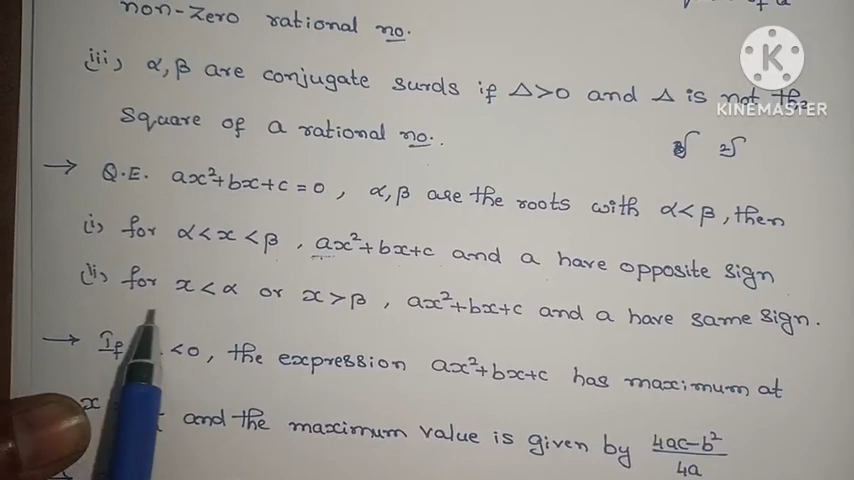 non-zero rational no.
(iii) α, β are conjugate surds if Δ>0 and Δ is not the
square of a rational no.
→ Q.E. ax²+bx+c=0, α,β are the roots with α<β, then
(i) for α<x<β, ax²+bx+c and a have opposite sign
(ii) for x<α or x>β, ax²+bx+c and a have same sign.
→ If <0, the expression ax²+bx+c has maximum at
x and the maximum value is given by (4ac-b²)/4a
KINEMASTER